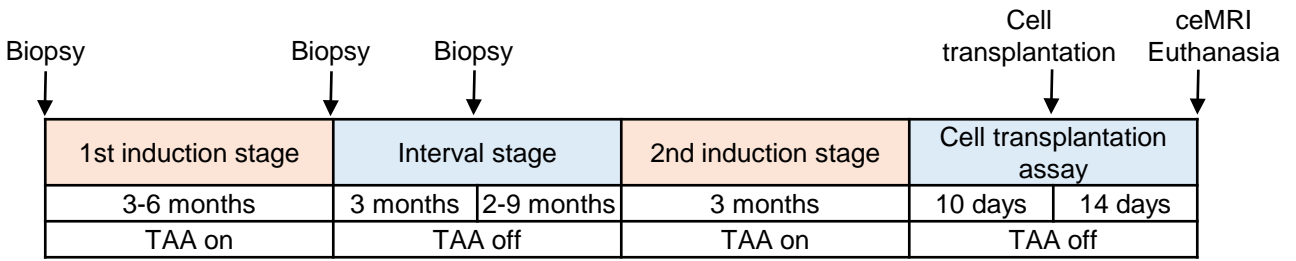 Cell
ceMRI
Biopsy
Biopsy
Biopsy
transplantation
Euthanasia
1st induction stage
Interval stage
2nd induction stage
Cell transplantation
assay
3-6 months
3 months
2-9 months
3 months
10 days
14 days
TAA on
TAA off
TAA on
TAA off